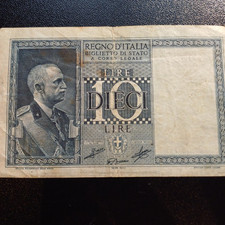 REGNO D'ITALIA
BIGLIETTO DI STATO
A CORSO LEGALE
LIRE
10
DIECI
LIRE